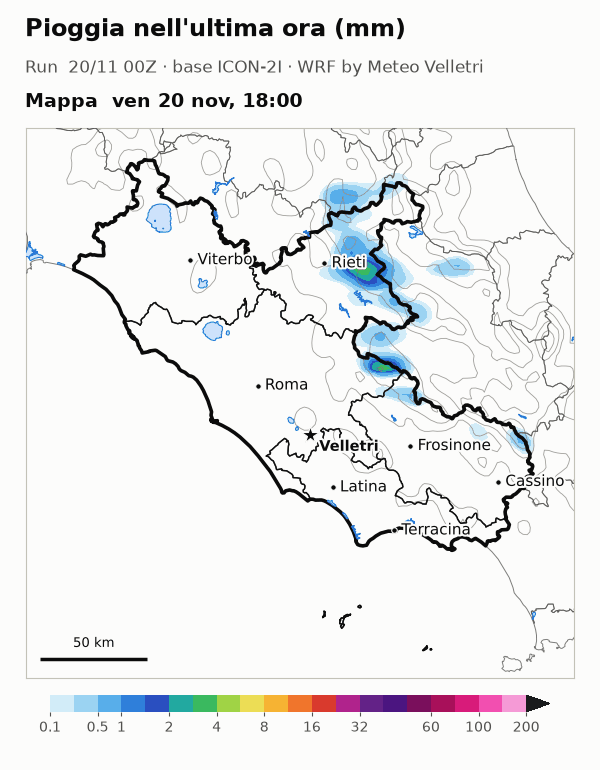 Pioggia nell'ultima ora (mm)
Run  20/11 00Z · base ICON-2I · WRF by Meteo Velletri
Mappa  ven 20 nov, 18:00
Viterbo
Rieti
Roma
Velletri
Frosinone
Latina
Cassino
Terracina
50 km
0.1 0.5 1 2 4 8 16 32 60 100 200